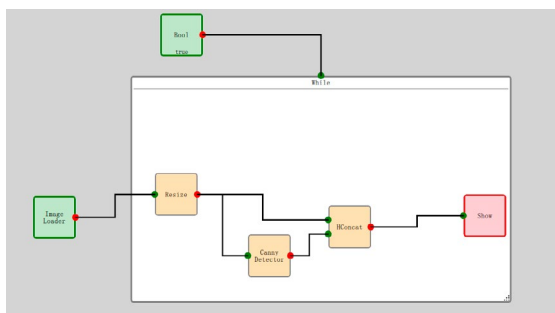 Bool
true
While
Resize
Image
Loader
HConcat
Show
Canny
Detector